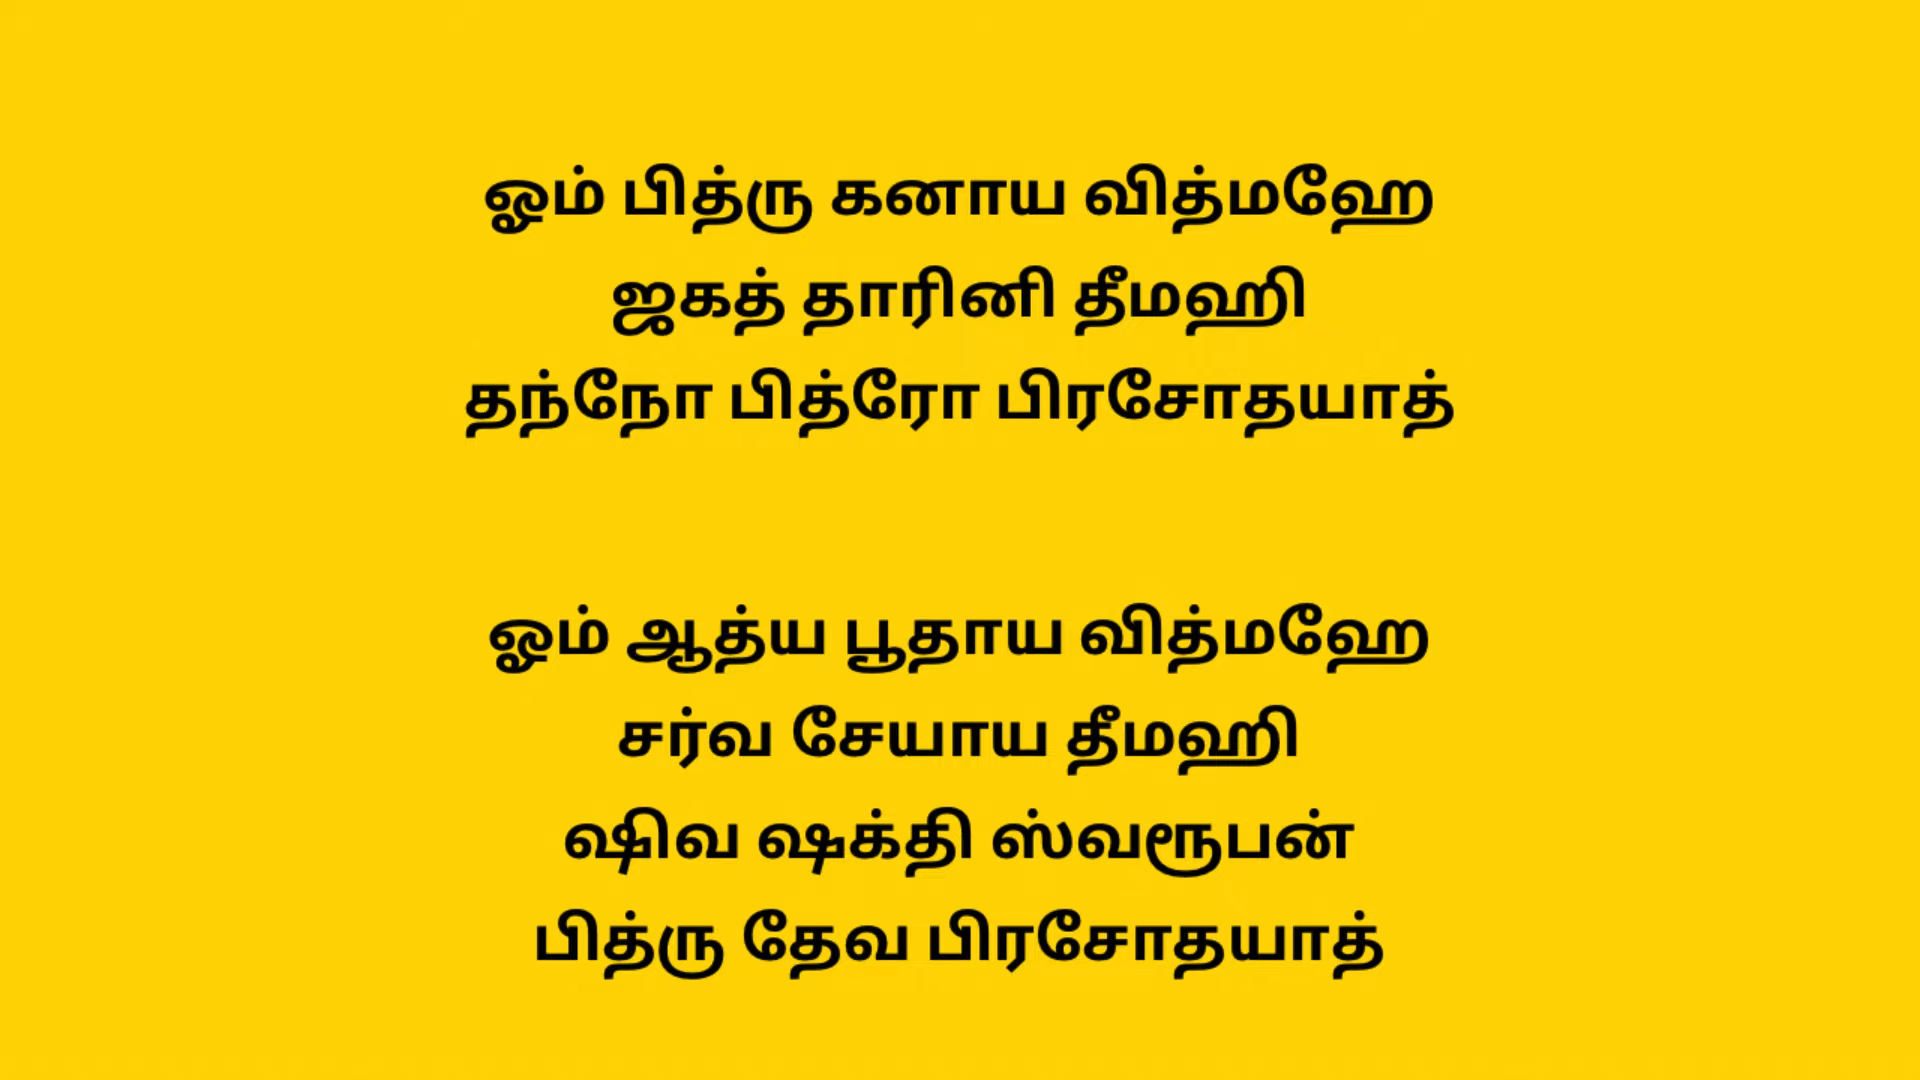 ஓம் பித்ரு கனாய வித்மஹே
ஜகத் தாரினி தீமஹி
தந்நோ பித்ரோ பிரசோதயாத்
ஓம் ஆத்ய பூதாய வித்மஹே
சர்வ சேயாய தீமஹி
ஷிவ ஷக்தி ஸ்வரூபன்
பித்ரு தேவ பிரசோதயாத்